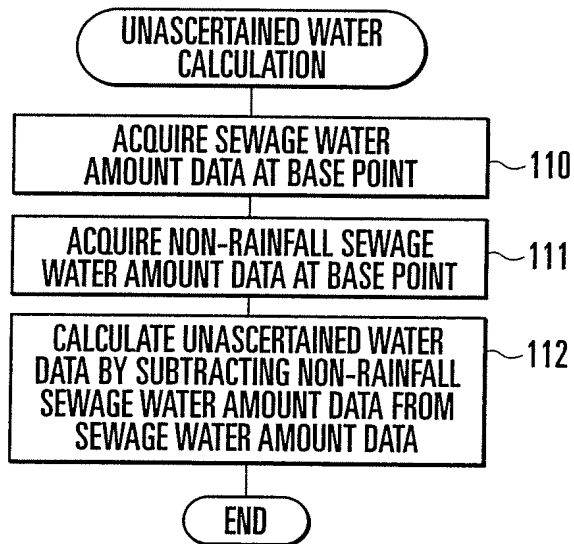 UNASCERTAINED WATER
CALCULATION
ACQUIRE SEWAGE WATER
AMOUNT DATA AT BASE POINT
110
ACQUIRE NON-RAINFALL SEWAGE
WATER AMOUNT DATA AT BASE POINT
111
CALCULATE UNASCERTAINED WATER
DATA BY SUBTRACTING NON-RAINFALL
SEWAGE WATER AMOUNT DATA FROM
SEWAGE WATER AMOUNT DATA
112
END